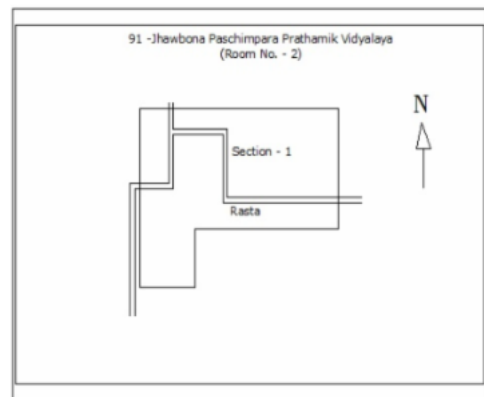 91 -Jhawbona Paschimpara Prathamik Vidyalaya
(Room No. - 2)
N
Section - 1
Rasta